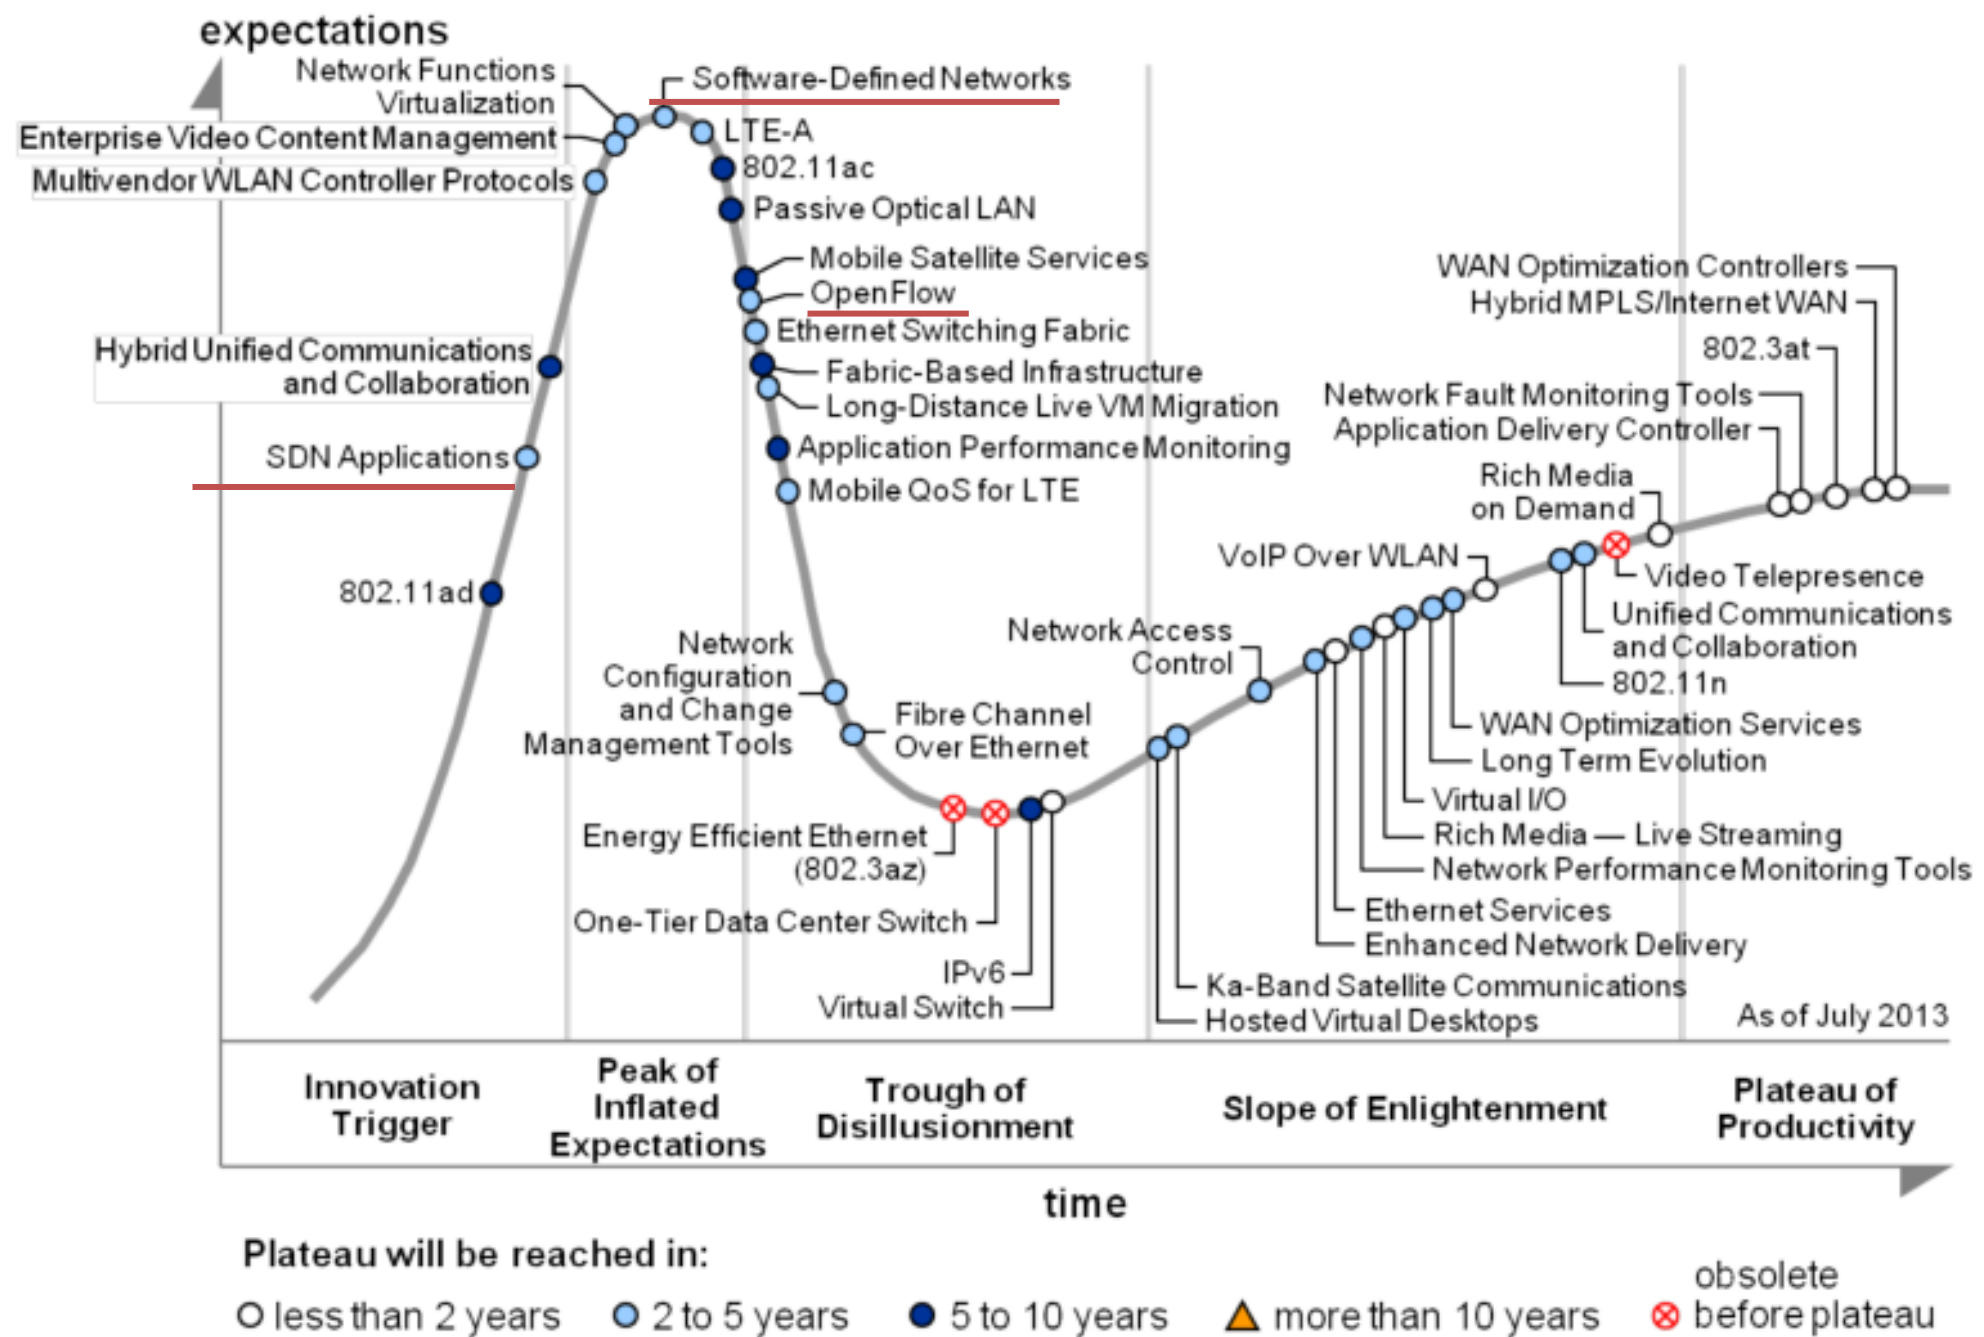 expectations
Network Functions
Virtualization
Enterprise Video Content Management
Multivendor WLAN Controller Protocols
Hybrid Unified Communications
and Collaboration
SDN Applications
802.11ad
Software-Defined Networks
LTE-A
802.11ac
Passive Optical LAN
Mobile Satellite Services
OpenFlow
Ethernet Switching Fabric
Fabric-Based Infrastructure
Long-Distance Live VM Migration
Application Performance Monitoring
Mobile QoS for LTE
Network
Configuration
and Change
Management Tools
Fibre Channel
Over Ethernet
Energy Efficient Ethernet
(802.3az)
One-Tier Data Center Switch
IPv6
Virtual Switch
Network Access
Control
VoIP Over WLAN
Rich Media
on Demand
Application Delivery Controller
Network Fault Monitoring Tools
802.3at
Hybrid MPLS/Internet WAN
WAN Optimization Controllers
Video Telepresence
Unified Communications
and Collaboration
802.11n
WAN Optimization Services
Long Term Evolution
Virtual I/O
Rich Media — Live Streaming
Network Performance Monitoring Tools
Ethernet Services
Enhanced Network Delivery
Ka-Band Satellite Communications
Hosted Virtual Desktops
As of July 2013
Innovation
Trigger
Peak of
Inflated
Expectations
Trough of
Disillusionment
Slope of Enlightenment
Plateau of
Productivity
time
Plateau will be reached in:
less than 2 years
2 to 5 years
5 to 10 years
more than 10 years
obsolete
before plateau